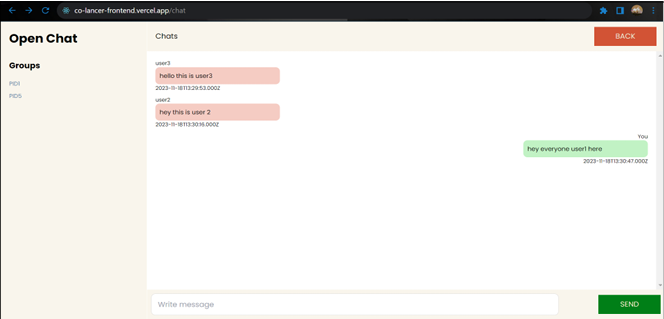 co-lancer-frontend.vercel.app/chat
Open Chat
Chats
BACK
Groups
PID1
PID5
user3
hello this is user3
2023-11-18T13:29:53.000Z
user2
hey this is user 2
2023-11-18T13:30:16.000Z
You
hey everyone user1 here
2023-11-18T13:30:47.000Z
Write message
SEND